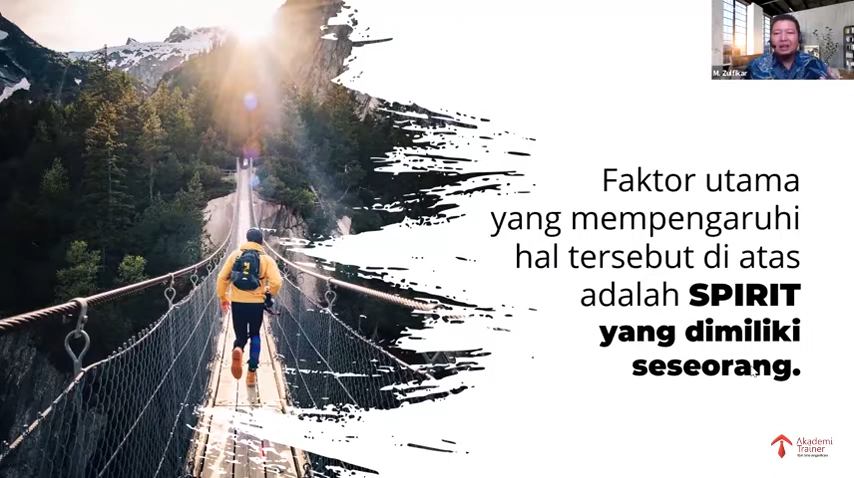 M. Zulfikar
Faktor utama
yang mempengaruhi
hal tersebut di atas
adalah SPIRIT
yang dimiliki
seseorang.
Akademi
Trainer